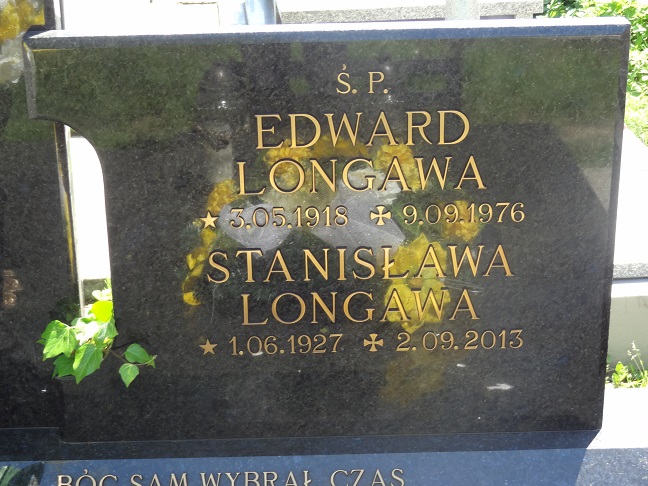 Ś. P.
EDWARD
LONGAWA
★ 3.05.1918 ✠ 9.09.1976
STANISŁAWA
LONGAWA
★ 1.06.1927 ✠ 2.09.2013
A BÓG SAM WYBRAŁ CZAS